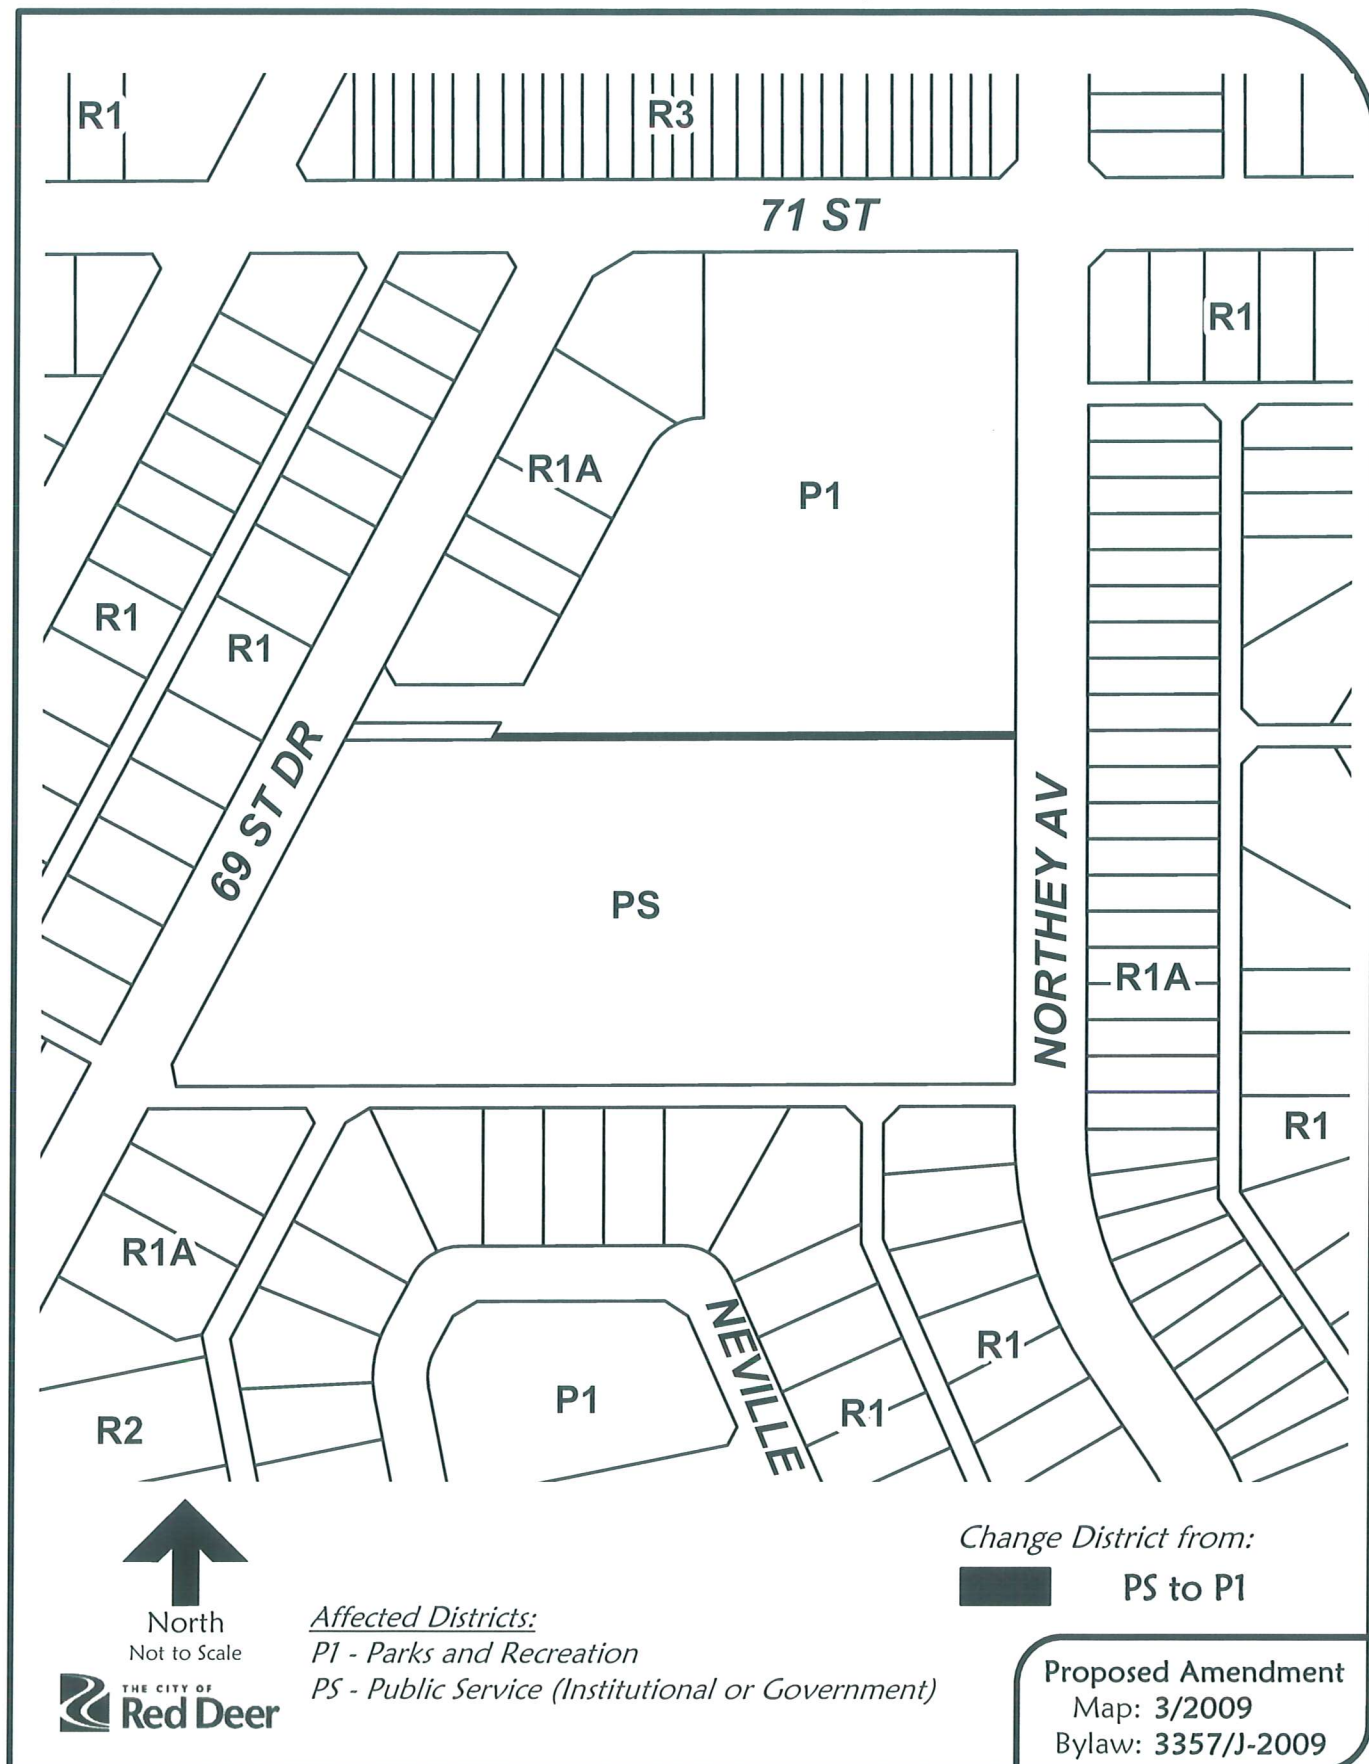 R1
R3
71 ST
R1
R1A
P1
R1
R1
69 ST DR
PS
NORTHEY AV
R1A
R1
R1A
R1
P1
NEVILLE
R1
R2
North
Not to Scale
THE CITY OF
Red Deer
Affected Districts:
P1 - Parks and Recreation
PS - Public Service (Institutional or Government)
Change District from:
PS to P1
Proposed Amendment
Map: 3/2009
Bylaw: 3357/J-2009